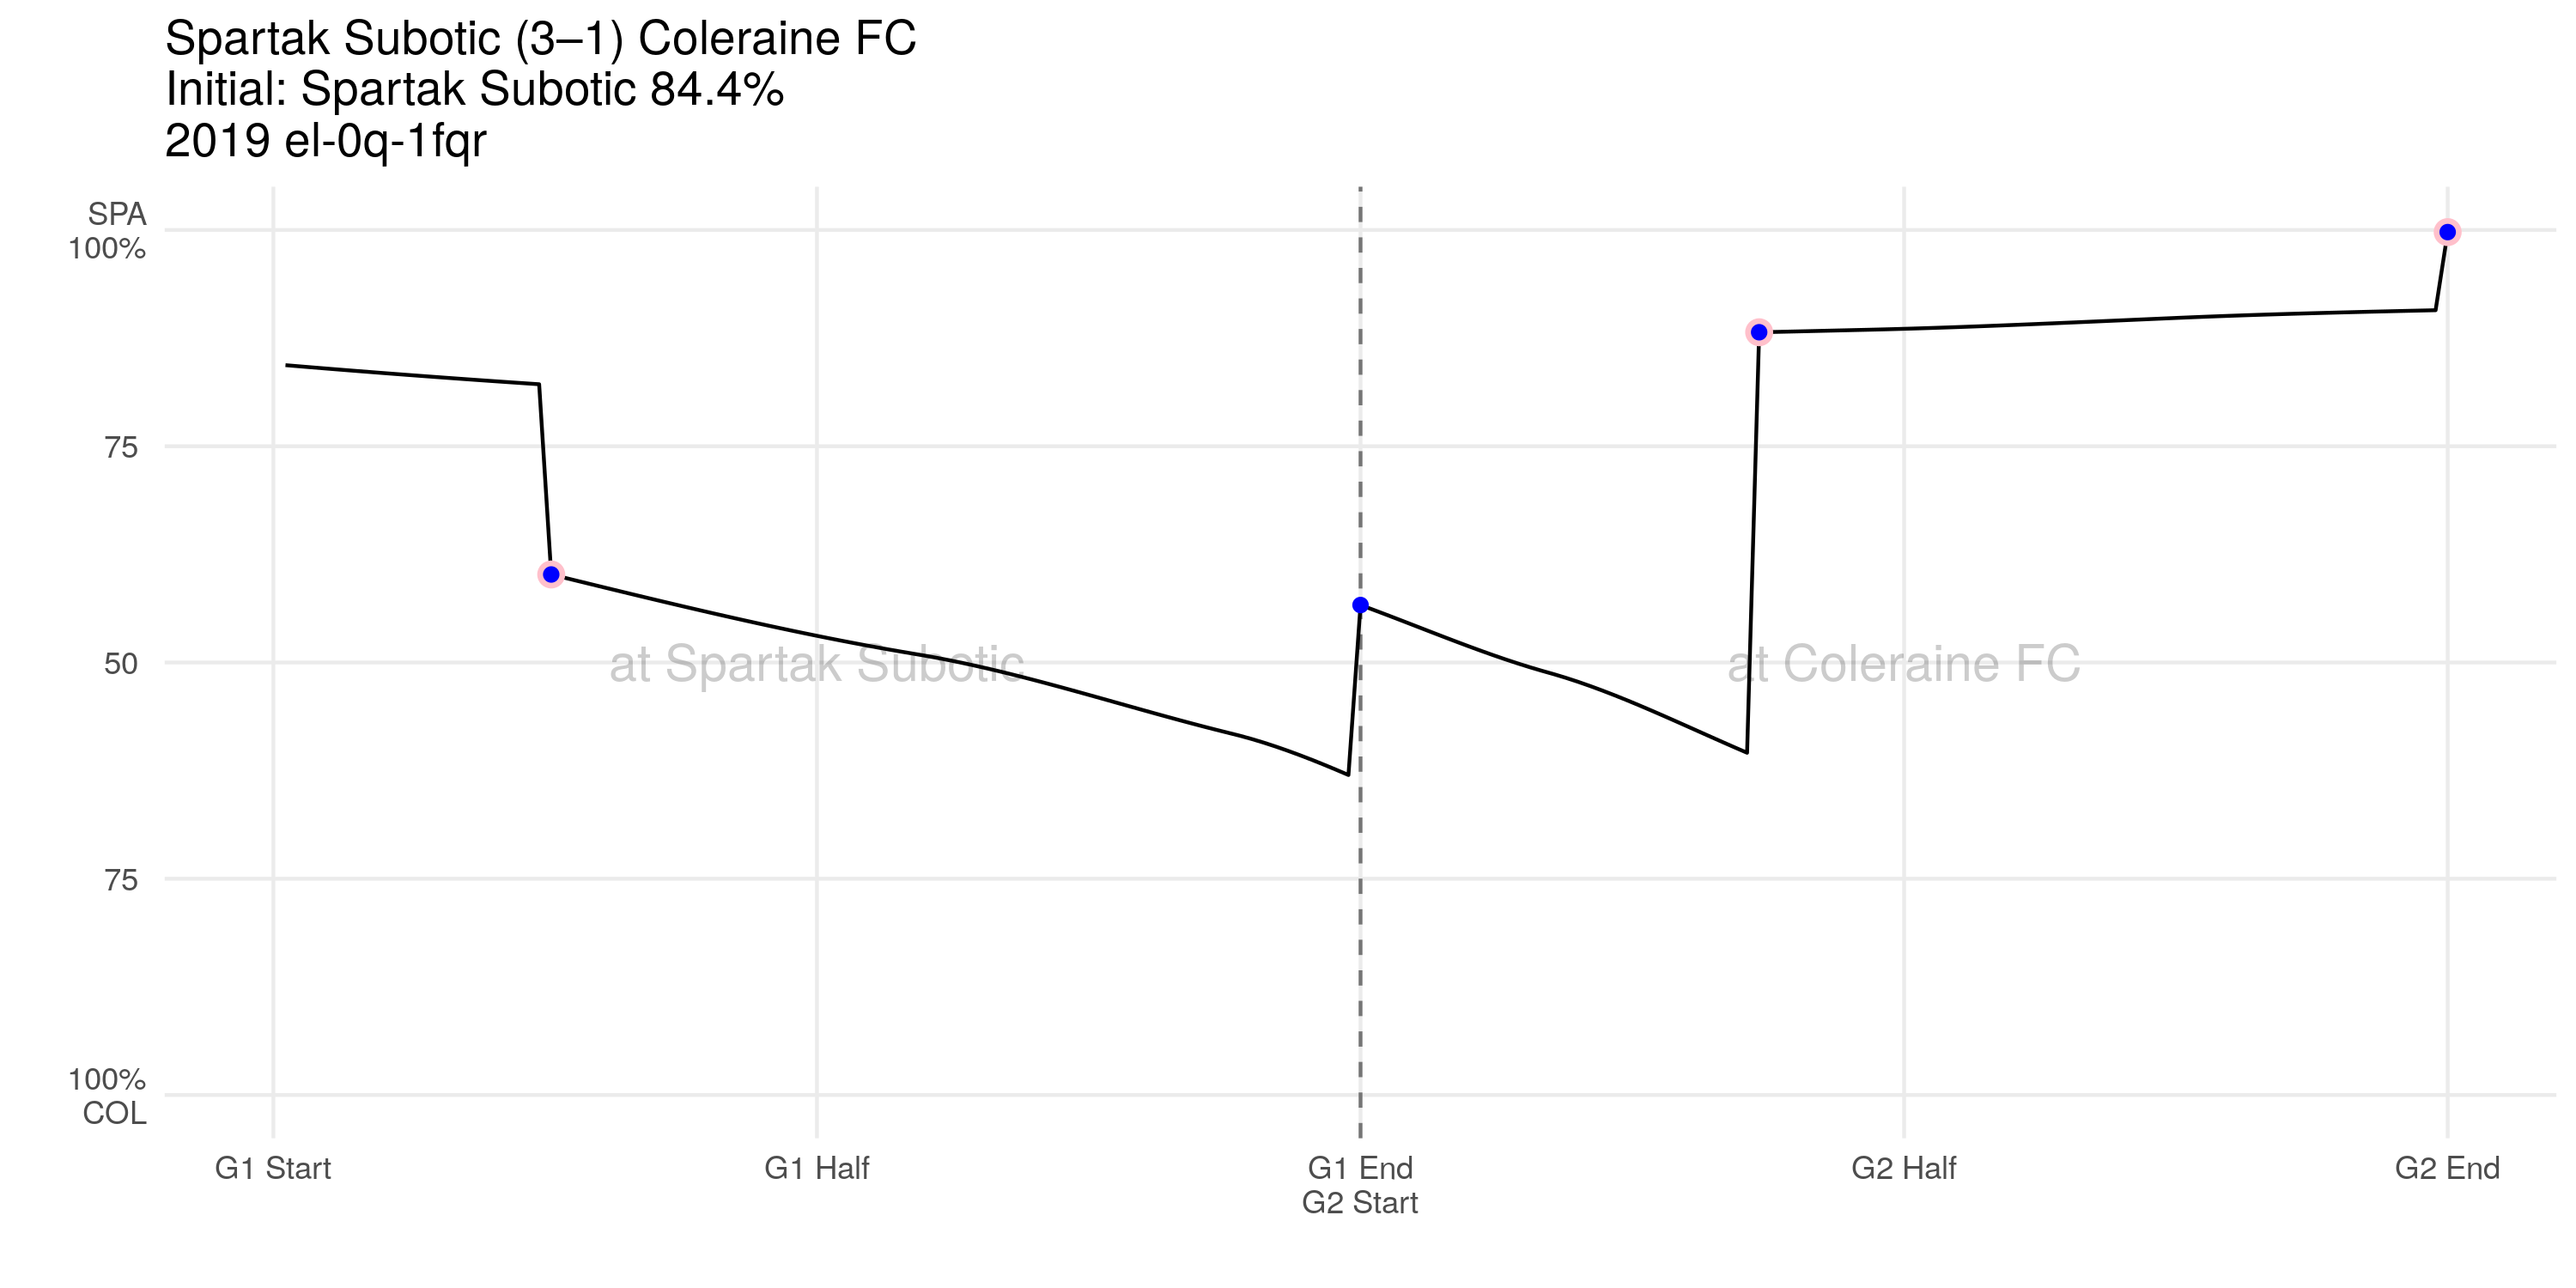 Spartak Subotic (3–1) Coleraine FC
Initial: Spartak Subotic 84.4%
2019 el-0q-1fqr
SPA
100%
75
50
75
100%
COL
at Spartak Subotic
at Coleraine FC
G1 Start
G1 Half
G1 End
G2 Start
G2 Half
G2 End